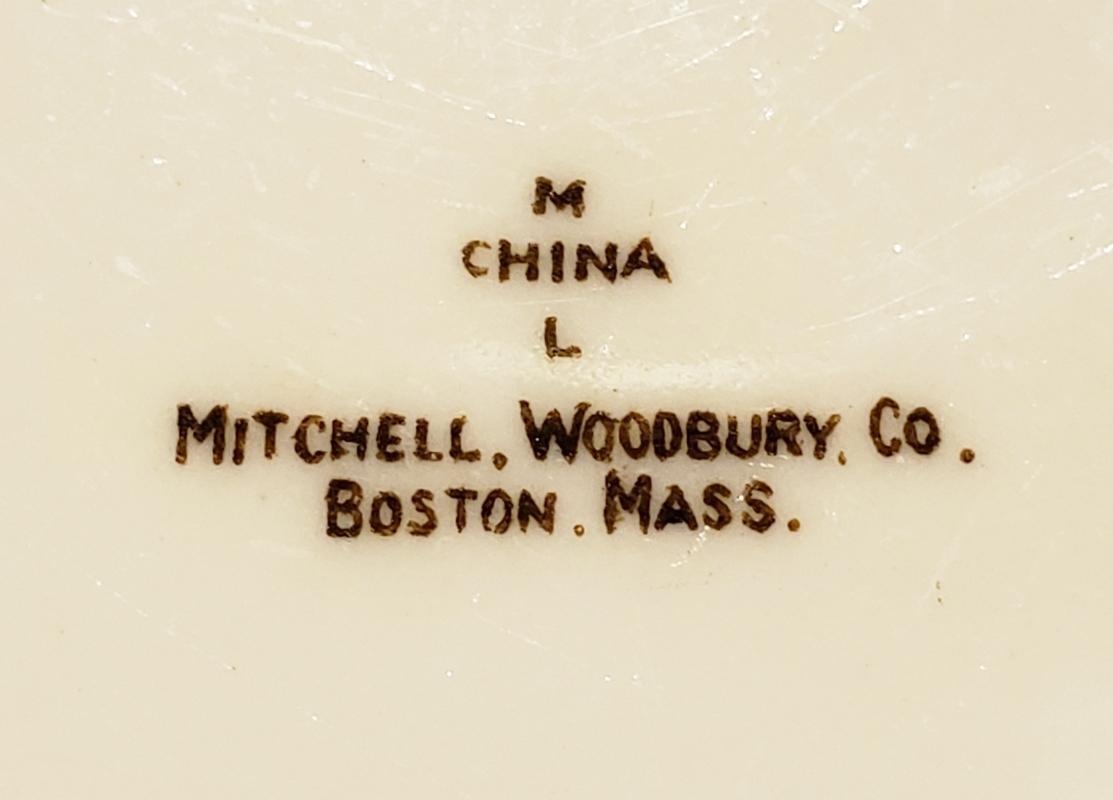 M
CHINA
L
MITCHELL, WOODBURY, CO.
BOSTON. MASS.